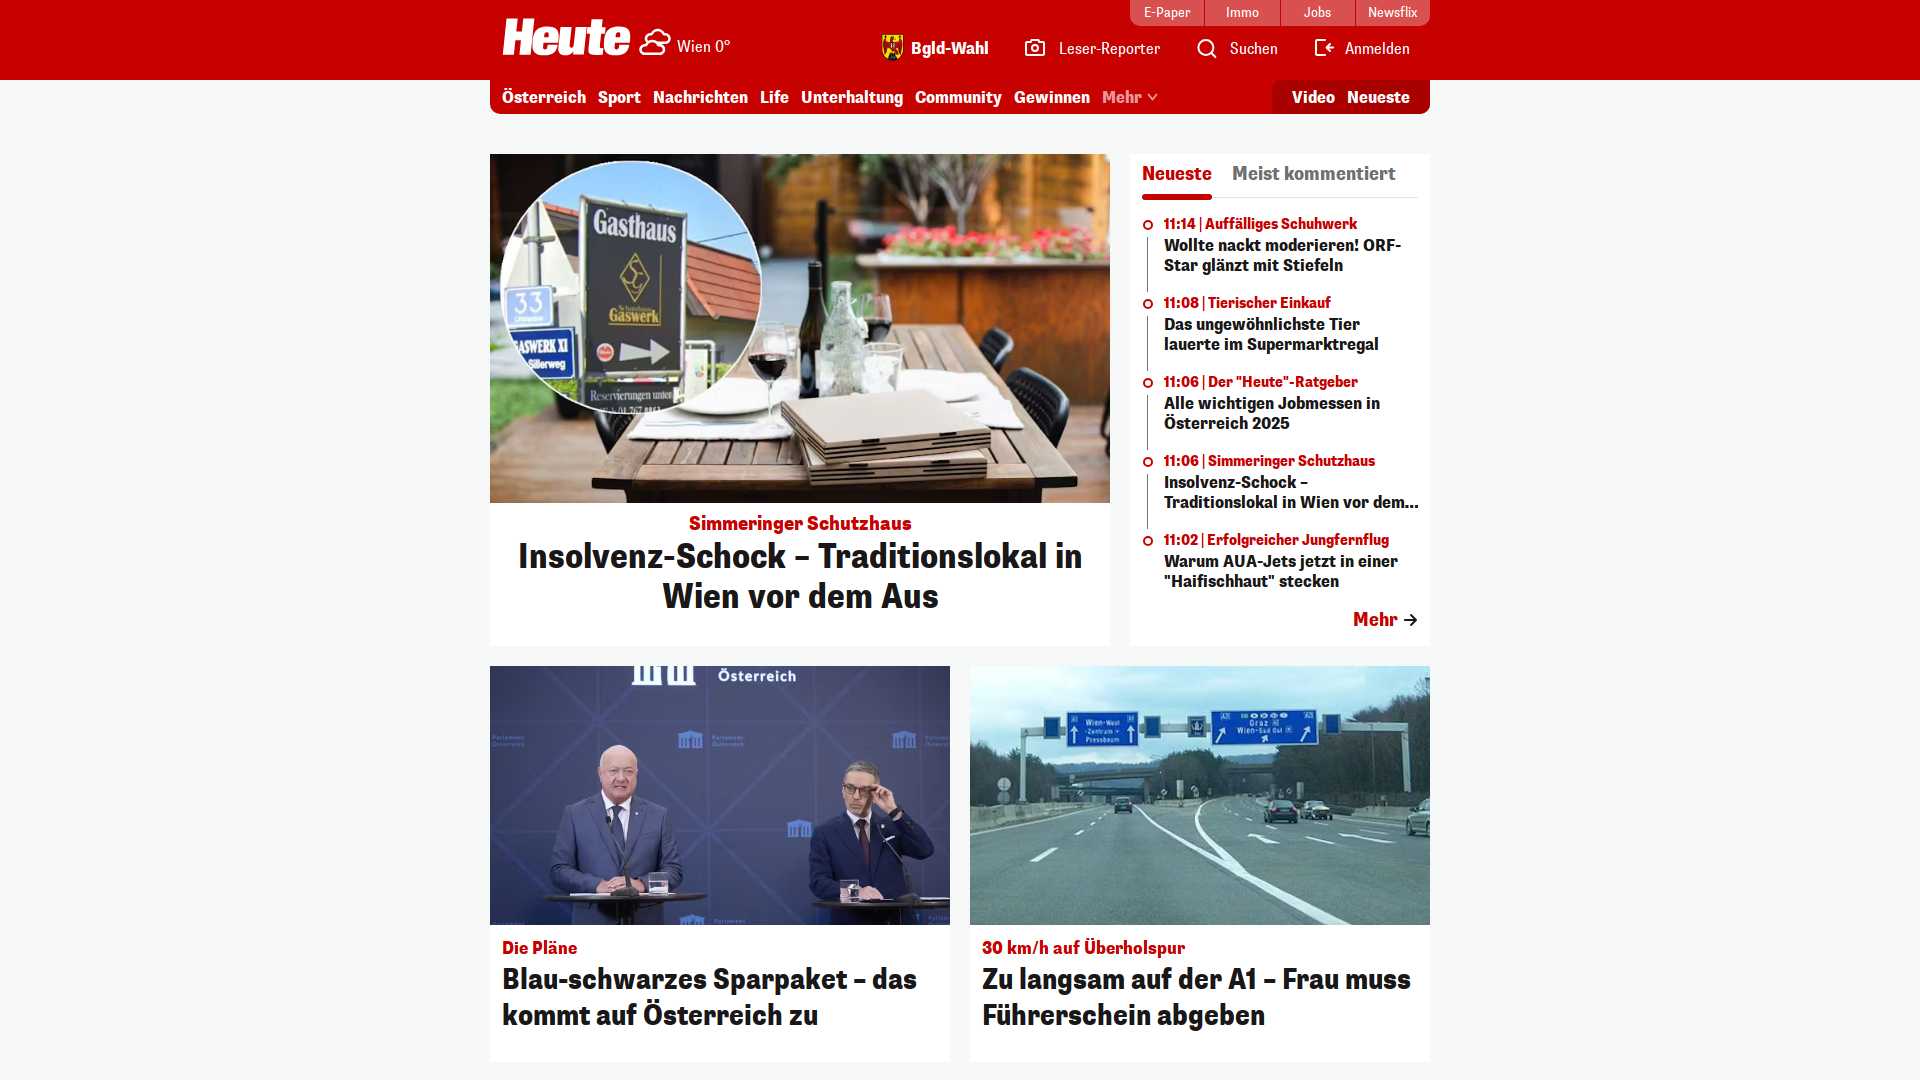 E-Paper
Immo
Jobs
Newsflix
Heute
Wien 0°
Bgld-Wahl
Leser-Reporter
Suchen
Anmelden
Österreich
Sport
Nachrichten
Life
Unterhaltung
Community
Gewinnen
Mehr
Video
Neueste
Gasthaus
Gaswerk
33
GASWERK XI
Sillerweg
Reservierungen unter
Simmeringer Schutzhaus
Insolvenz-Schock – Traditionslokal in
Wien vor dem Aus
Neueste
Meist kommentiert
11:14 | Auffälliges Schuhwerk
Wollte nackt moderieren! ORF-
Star glänzt mit Stiefeln
11:08 | Tierischer Einkauf
Das ungewöhnlichste Tier
lauerte im Supermarktregal
11:06 | Der "Heute"-Ratgeber
Alle wichtigen Jobmessen in
Österreich 2025
11:06 | Simmeringer Schutzhaus
Insolvenz-Schock –
Traditionslokal in Wien vor dem...
11:02 | Erfolgreicher Jungfernflug
Warum AUA-Jets jetzt in einer
"Haifischhaut" stecken
Mehr
Österreich
Die Pläne
Blau-schwarzes Sparpaket – das
kommt auf Österreich zu
Wien-West
-Zentrum
Pressbaum
Graz
Wien-Süd Ost
30 km/h auf Überholspur
Zu langsam auf der A1 – Frau muss
Führerschein abgeben